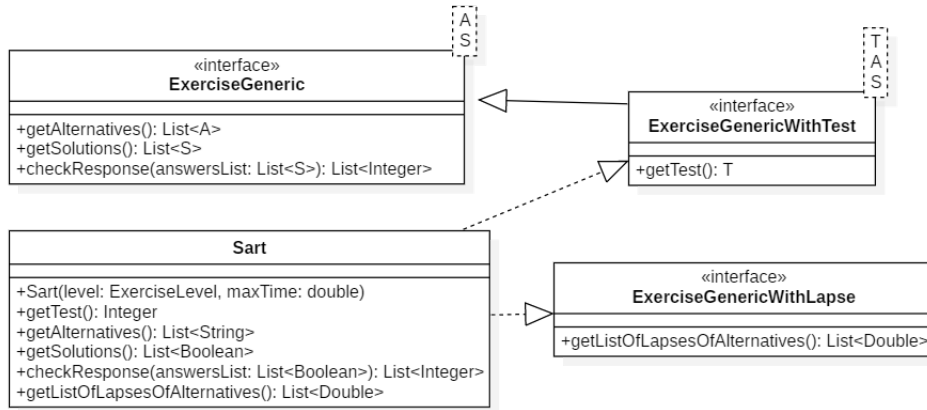 A
S
«interface»
ExerciseGeneric
+getAlternatives(): List<A>
+getSolutions(): List<S>
+checkResponse(answersList: List<S>): List<Integer>
T
A
S
«interface»
ExerciseGenericWithTest
+getTest(): T
Sart
+Sart(level: ExerciseLevel, maxTime: double)
+getTest(): Integer
+getAlternatives(): List<String>
+getSolutions(): List<Boolean>
+checkResponse(answersList: List<Boolean>): List<Integer>
+getListOfLapsesOfAlternatives(): List<Double>
«interface»
ExerciseGenericWithLapse
+getListOfLapsesOfAlternatives(): List<Double>